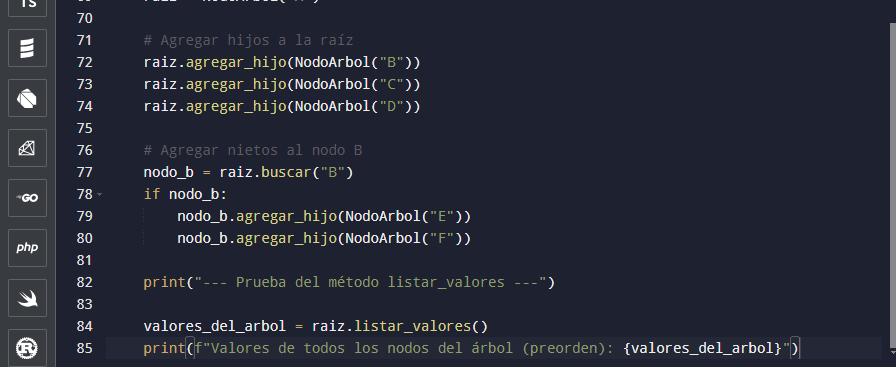 TS
70
71 # Agregar hijos a la raíz
72 raiz.agregar_hijo(NodoArbol("B"))
73 raiz.agregar_hijo(NodoArbol("C"))
74 raiz.agregar_hijo(NodoArbol("D"))
75
76 # Agregar nietos al nodo B
77 nodo_b = raiz.buscar("B")
78 if nodo_b:
79 nodo_b.agregar_hijo(NodoArbol("E"))
80 nodo_b.agregar_hijo(NodoArbol("F"))
81
82 print("--- Prueba del método listar_valores ---")
83
84 valores_del_arbol = raiz.listar_valores()
85 print(f"Valores de todos los nodos del árbol (preorden): {valores_del_arbol}")
GO
php